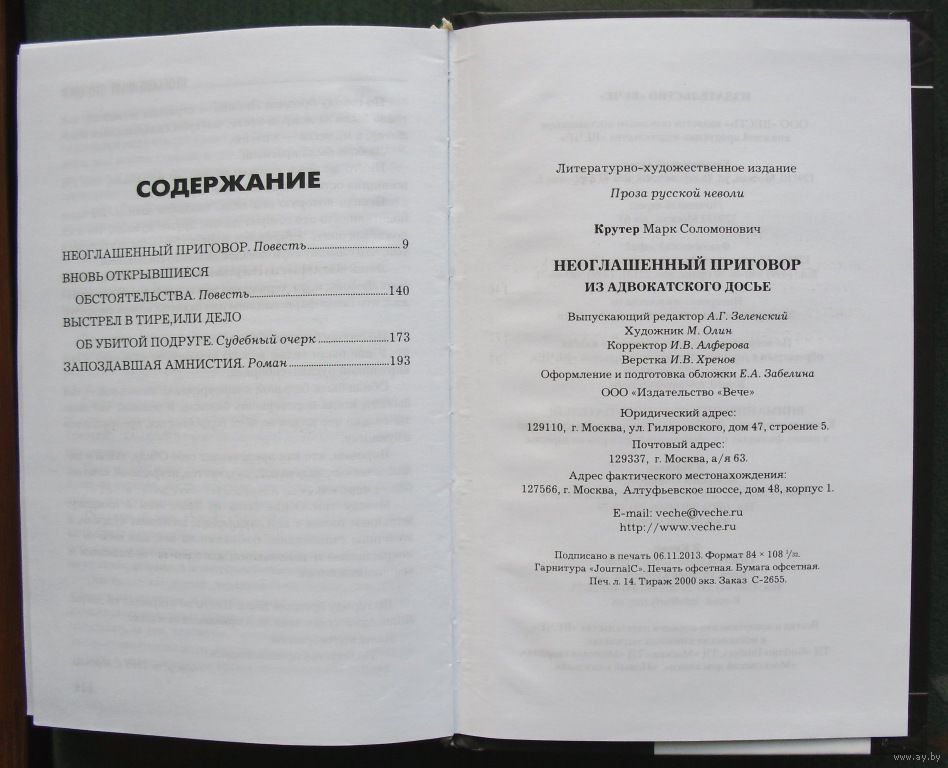 СОДЕРЖАНИЕ
НЕОГЛАШЕННЫЙ ПРИГОВОР. Повесть..............................9
ВНОВЬ ОТКРЫВШИЕСЯ
ОБСТОЯТЕЛЬСТВА. Повесть..............................140
ВЫСТРЕЛ В ТИРЕ,ИЛИ ДЕЛО
ОБ УБИТОЙ ПОДРУГЕ. Судебный очерк......................173
ЗАПОЗДАВШАЯ АМНИСТИЯ. Роман..............................193
Литературно-художественное издание
Проза русской неволи
Крутер Марк Соломонович
НЕОГЛАШЕННЫЙ ПРИГОВОР
ИЗ АДВОКАТСКОГО ДОСЬЕ
Выпускающий редактор А.Г. Зеленский
Художник М. Олин
Корректор И.В. Алферова
Верстка И.В. Хренов
Оформление и подготовка обложки Е.А. Забелина
ООО «Издательство «Вече»
Юридический адрес:
129110, г. Москва, ул. Гиляровского, дом 47, строение 5.
Почтовый адрес:
129337, г. Москва, а/я 63.
Адрес фактического местонахождения:
127566, г. Москва, Алтуфьевское шоссе, дом 48, корпус 1.
E-mail: veche@veche.ru
http://www.veche.ru
Подписано в печать 06.11.2013. Формат 84 × 108 1/32.
Гарнитура «JournalC». Печать офсетная. Бумага офсетная.
Печ. л. 14. Тираж 2000 экз. Заказ С-2655.
www.ay.by